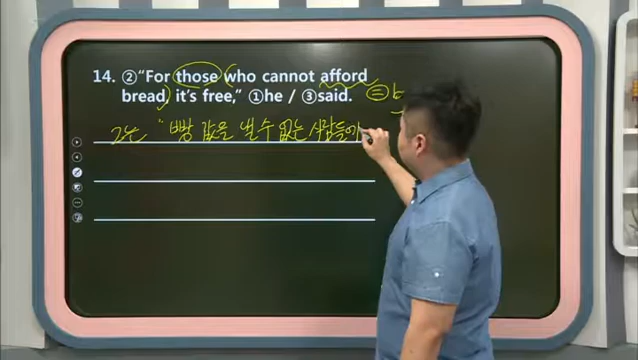 14. ②“For those who cannot afford
bread, it's free,” ①he / ③said.
그는 “빵 값을 낼 수 없는 사람들에